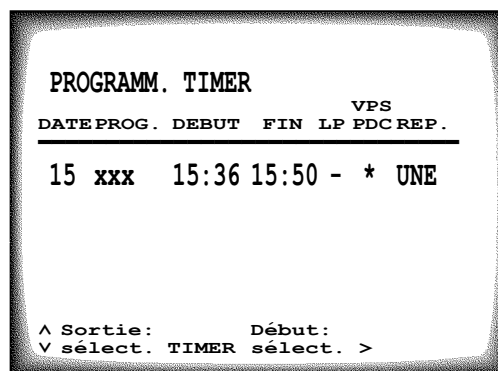 PROGRAMM. TIMER
VPS
DATE PROG. DEBUT FIN LP PDC REP.
15 xxx 15:36 15:50 - * UNE
^ Sortie: Début:
v sélect. TIMER sélect. >